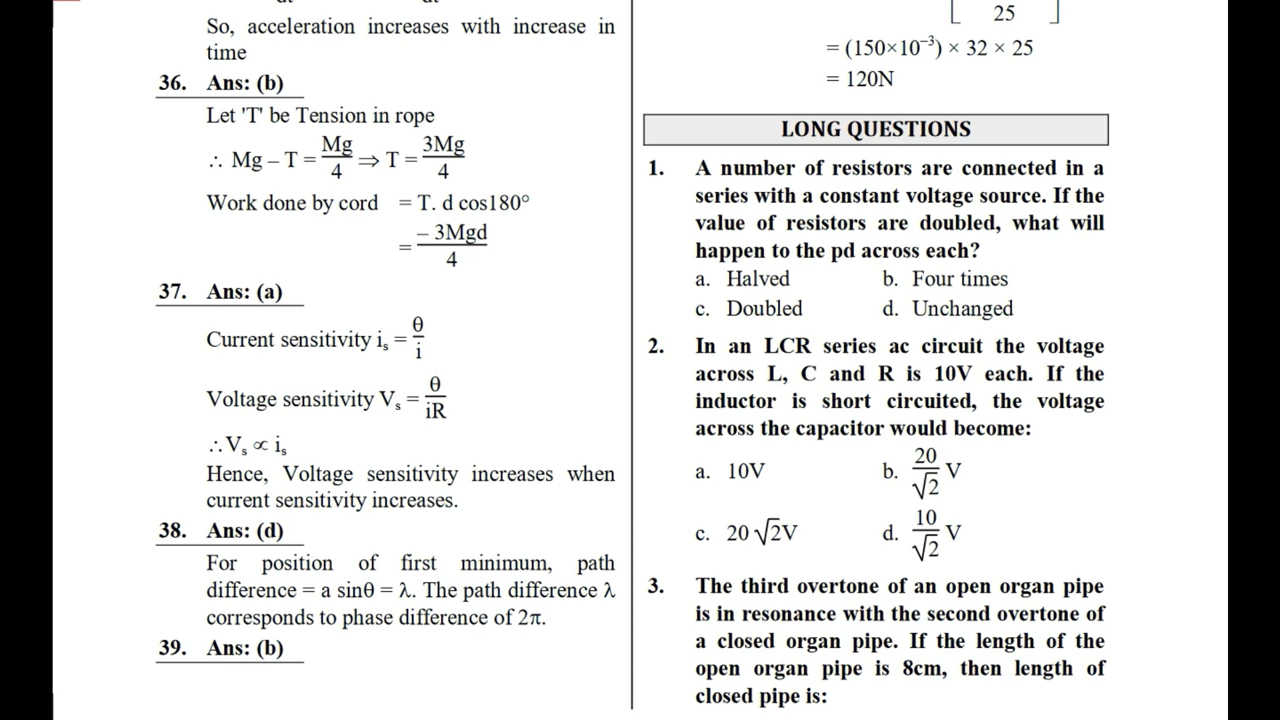 So, acceleration increases with increase in
time
36. Ans: (b)
Let 'T' be Tension in rope
∴ Mg – T = Mg/4 ⇒ T = 3Mg/4
Work done by cord = T. d cos180°
= – 3Mgd/4
37. Ans: (a)
Current sensitivity iₛ = θ/i
Voltage sensitivity Vₛ = θ/iR
∴Vₛ ∝ iₛ
Hence, Voltage sensitivity increases when
current sensitivity increases.
38. Ans: (d)
For position of first minimum, path
difference = a sinθ = λ. The path difference λ
corresponds to phase difference of 2π.
39. Ans: (b)
25
= (150×10⁻³) × 32 × 25
= 120N
LONG QUESTIONS
1. A number of resistors are connected in a
series with a constant voltage source. If the
value of resistors are doubled, what will
happen to the pd across each?
a. Halved b. Four times
c. Doubled d. Unchanged
2. In an LCR series ac circuit the voltage
across L, C and R is 10V each. If the
inductor is short circuited, the voltage
across the capacitor would become:
a. 10V b. 20/√2 V
c. 20 √2V d. 10/√2 V
3. The third overtone of an open organ pipe
is in resonance with the second overtone of
a closed organ pipe. If the length of the
open organ pipe is 8cm, then length of
closed pipe is: